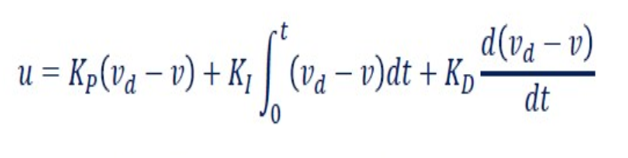 u = K_P(v_d − v) + K_I ∫_0^t (v_d − v)dt + K_D d(v_d − v)/dt